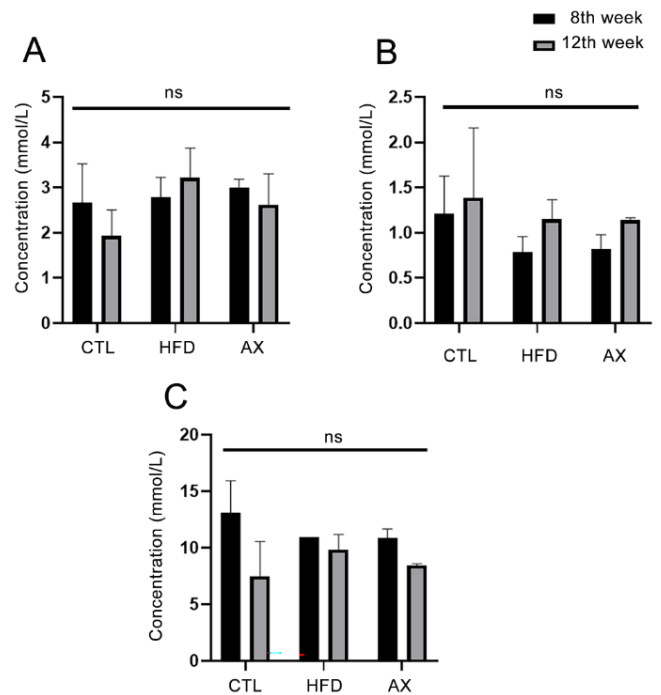 8th week
12th week
A
B
ns
ns
Concentration (mmol/L)
5
4
3
2
1
0
CTL HFD AX
Concentration (mmol/L)
2.5
2.0
1.5
1.0
0.5
0.0
CTL HFD AX
C
ns
Concentration (mmol/L)
20
15
10
5
0
CTL HFD AX